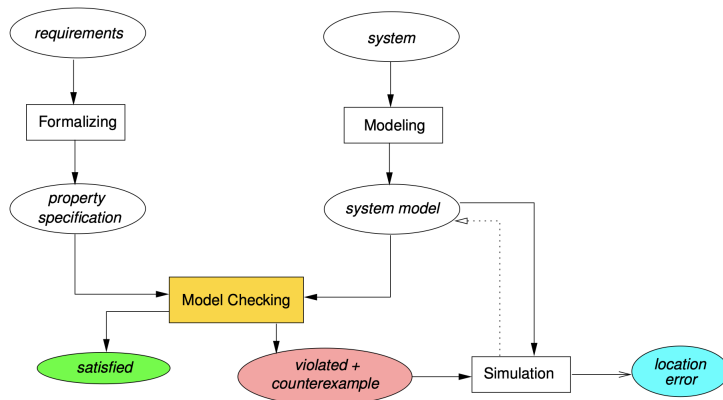 requirements
system
Formalizing
Modeling
property
specification
system model
Model Checking
satisfied
violated +
counterexample
Simulation
location
error